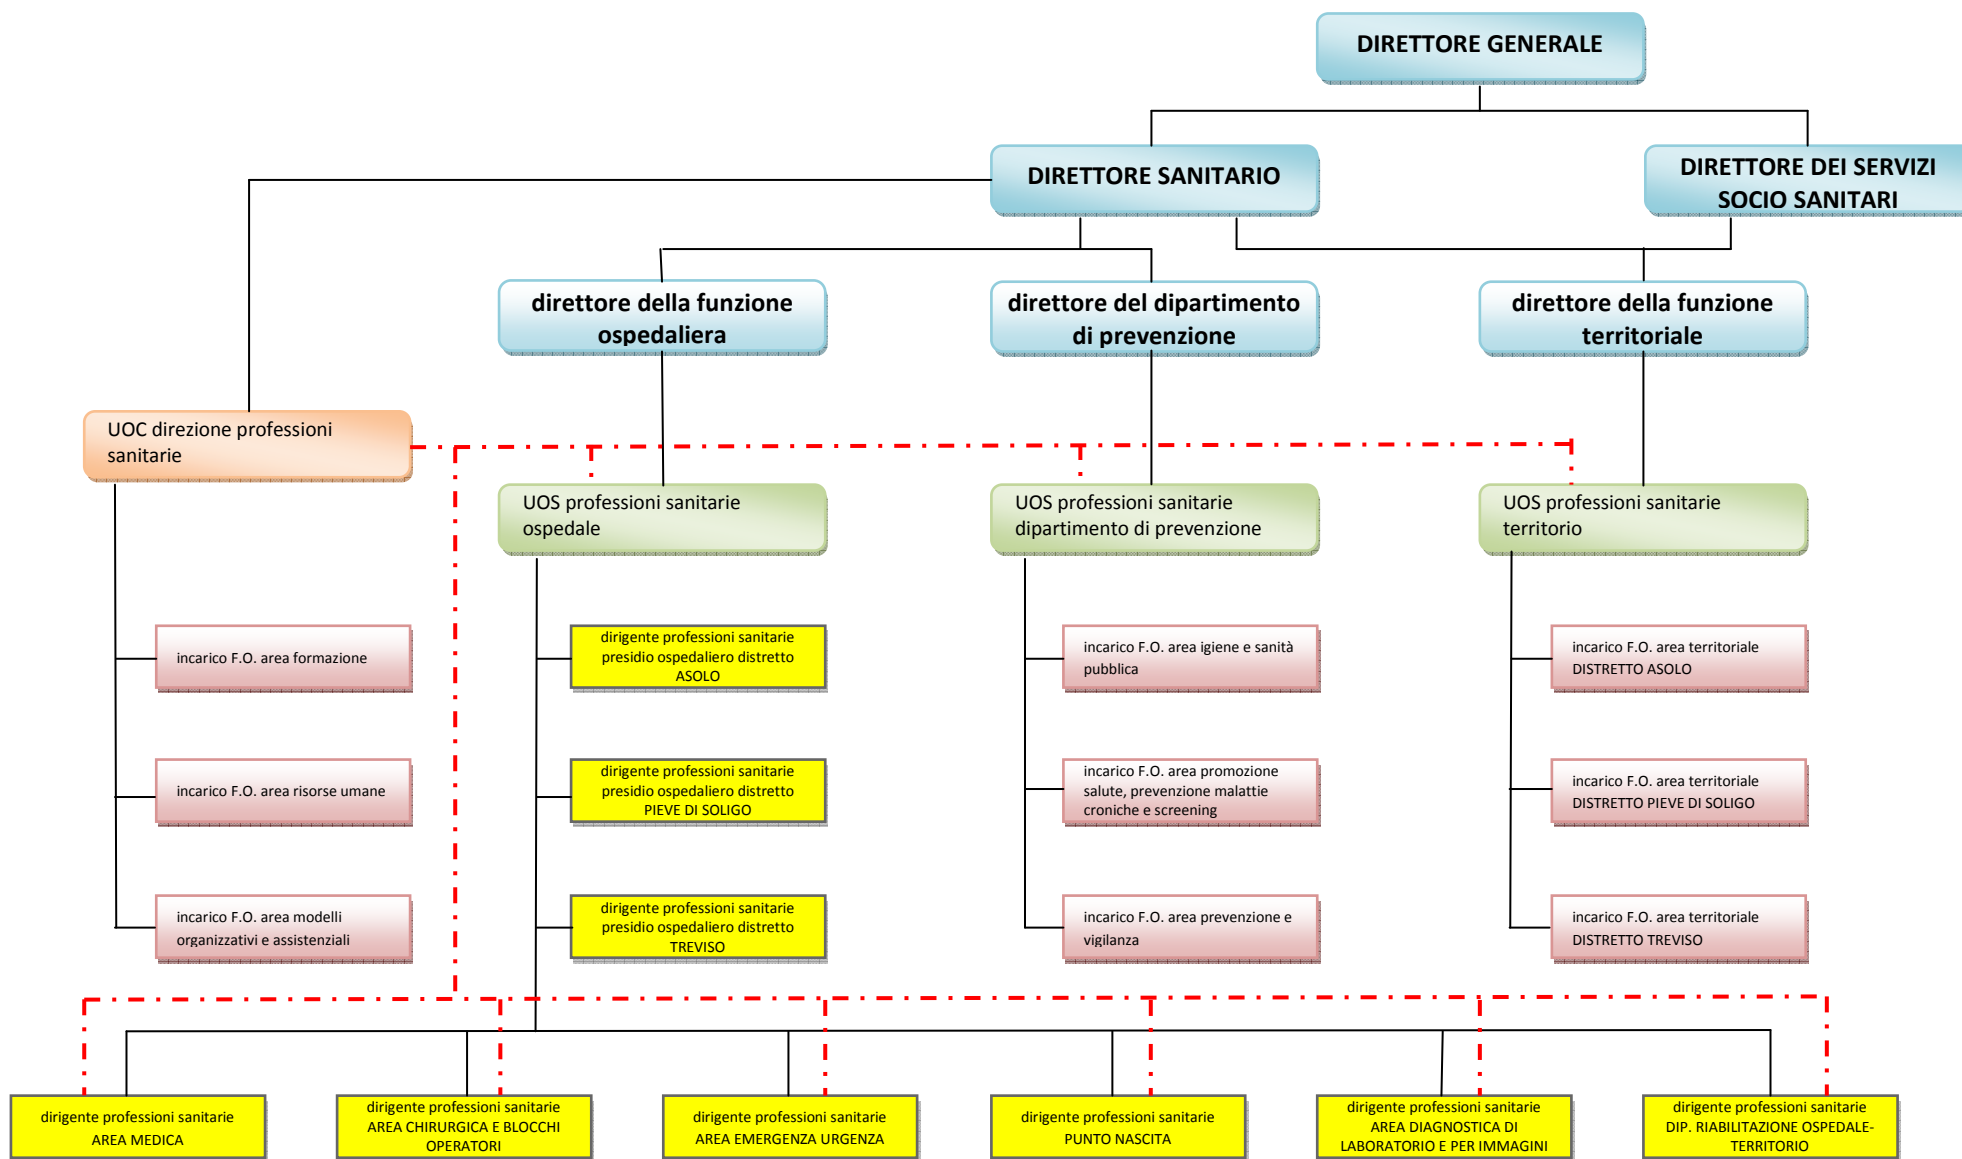 DIRETTORE GENERALE
DIRETTORE SANITARIO
DIRETTORE DEI SERVIZI
SOCIO SANITARI
direttore della funzione
ospedaliera
direttore del dipartimento
di prevenzione
direttore della funzione
territoriale
UOC direzione professioni
sanitarie
UOS professioni sanitarie
ospedale
UOS professioni sanitarie
dipartimento di prevenzione
UOS professioni sanitarie
territorio
incarico F.O. area formazione
dirigente professioni sanitarie
presidio ospedaliero distretto
ASOLO
incarico F.O. area igiene e sanità
pubblica
incarico F.O. area territoriale
DISTRETTO ASOLO
incarico F.O. area risorse umane
dirigente professioni sanitarie
presidio ospedaliero distretto
PIEVE DI SOLIGO
incarico F.O. area promozione
salute, prevenzione malattie
croniche e screening
incarico F.O. area territoriale
DISTRETTO PIEVE DI SOLIGO
incarico F.O. area modelli
organizzativi e assistenziali
dirigente professioni sanitarie
presidio ospedaliero distretto
TREVISO
incarico F.O. area prevenzione e
vigilanza
incarico F.O. area territoriale
DISTRETTO TREVISO
dirigente professioni sanitarie
AREA MEDICA
dirigente professioni sanitarie
AREA CHIRURGICA E BLOCCHI
OPERATORI
dirigente professioni sanitarie
AREA EMERGENZA URGENZA
dirigente professioni sanitarie
PUNTO NASCITA
dirigente professioni sanitarie
AREA DIAGNOSTICA DI
LABORATORIO E PER IMMAGINI
dirigente professioni sanitarie
DIP. RIABILITAZIONE OSPEDALE-
TERRITORIO